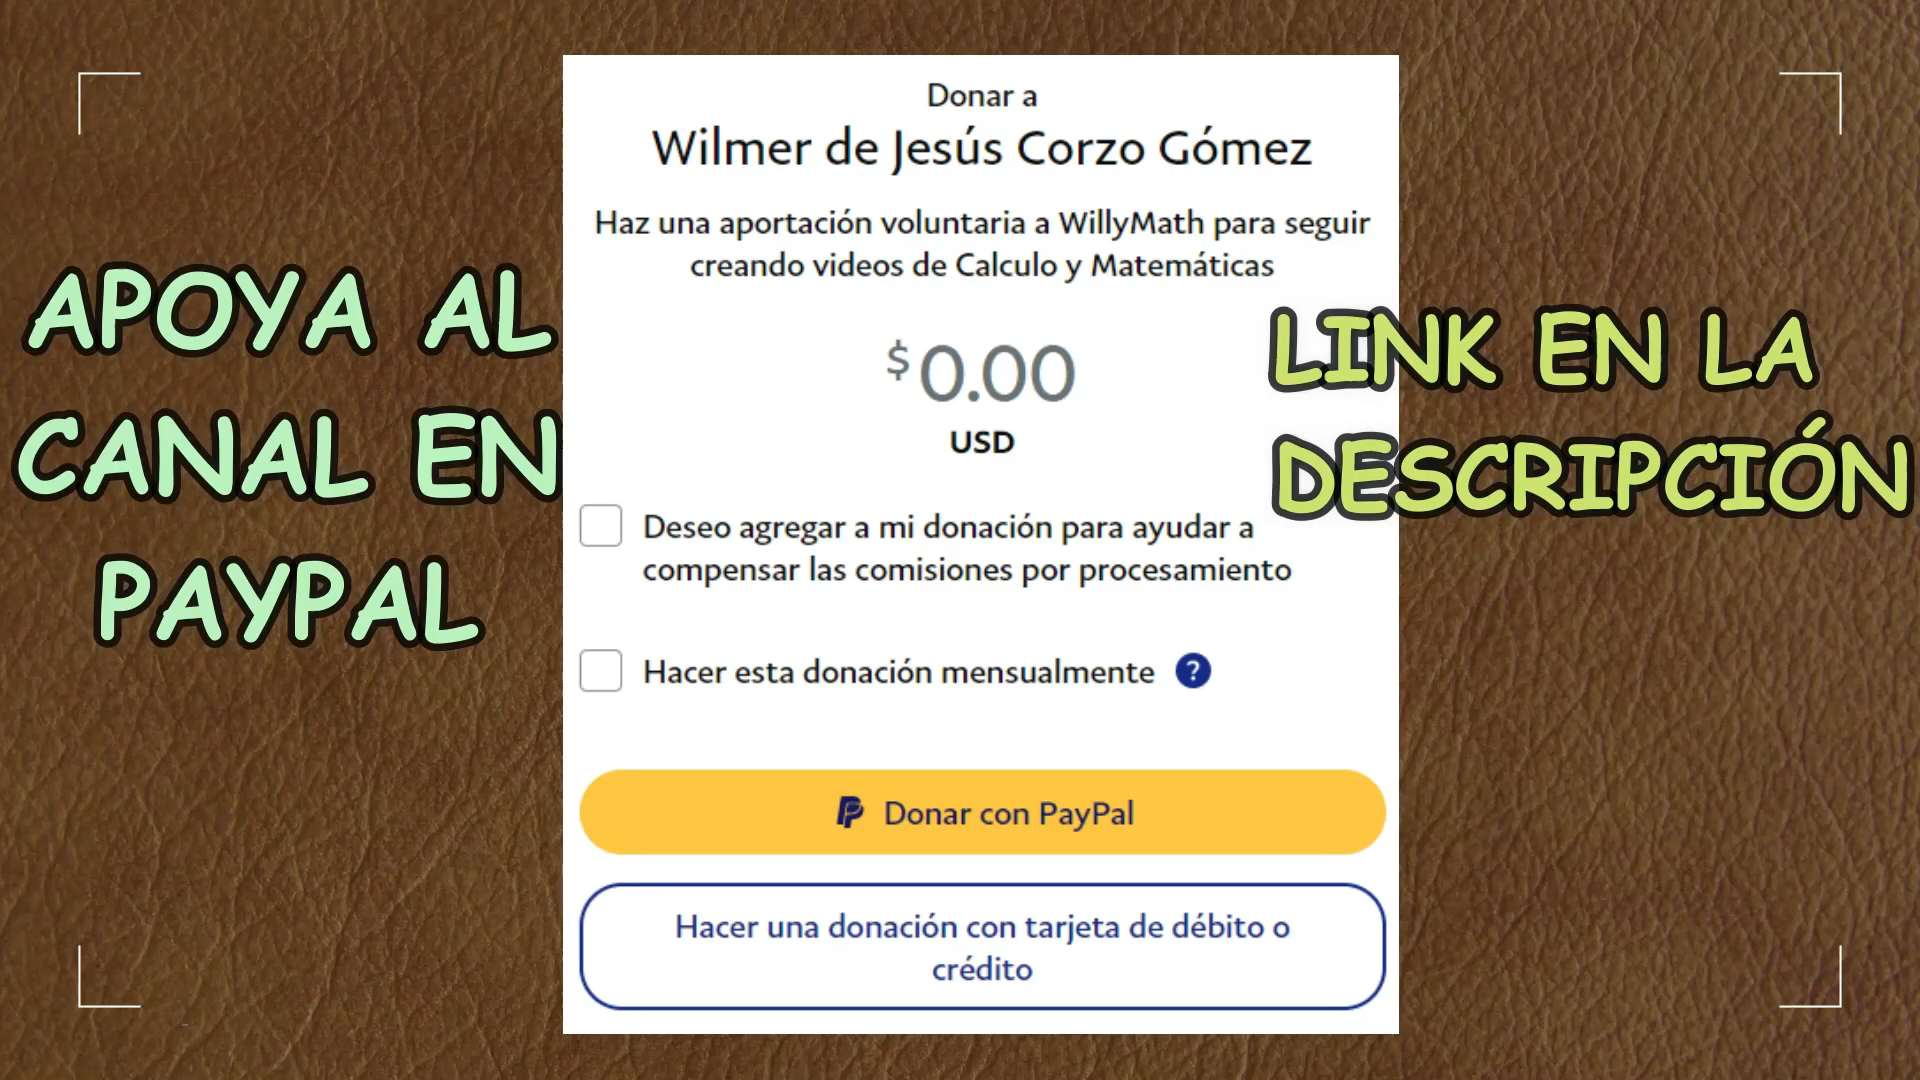 APOYA AL
CANAL EN
PAYPAL
Donar a
Wilmer de Jesús Corzo Gómez
Haz una aportación voluntaria a WillyMath para seguir
creando videos de Calculo y Matemáticas
$0.00
USD
Deseo agregar a mi donación para ayudar a
compensar las comisiones por procesamiento
Hacer esta donación mensualmente ?
Donar con PayPal
Hacer una donación con tarjeta de débito o
crédito
LINK EN LA
DESCRIPCIÓN